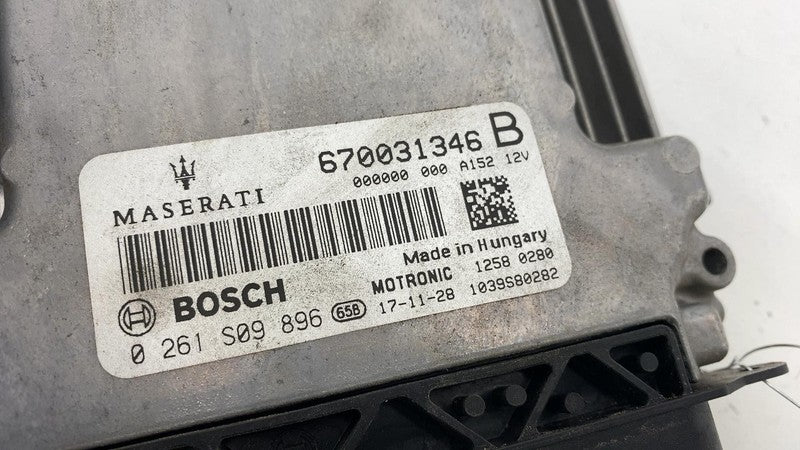 670031346 B
000000 000 A152 12V
MASERATI
Made in Hungary
BOSCH MOTRONIC 1258 0280
0 261 S09 896 65B 17-11-28 1039S80282